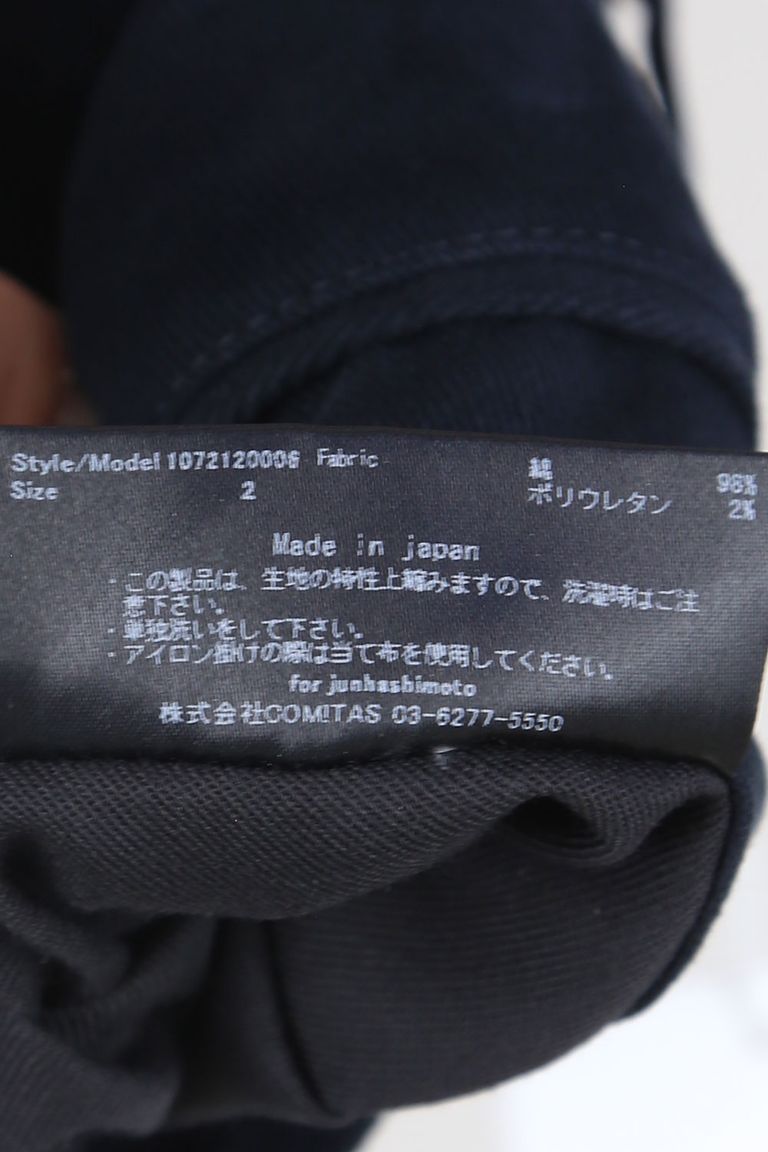 Style/Model 1072120006 Fabric 綿 98%
Size 2 ポリウレタン 2%
Made in japan
・この製品は、生地の特性上縮みますので、洗濯時はご注
意下さい。
・単独洗いをして下さい。
・アイロン掛けの際は当て布を使用してください。
for junhashimoto
株式会社COMITAS 03-6277-5550